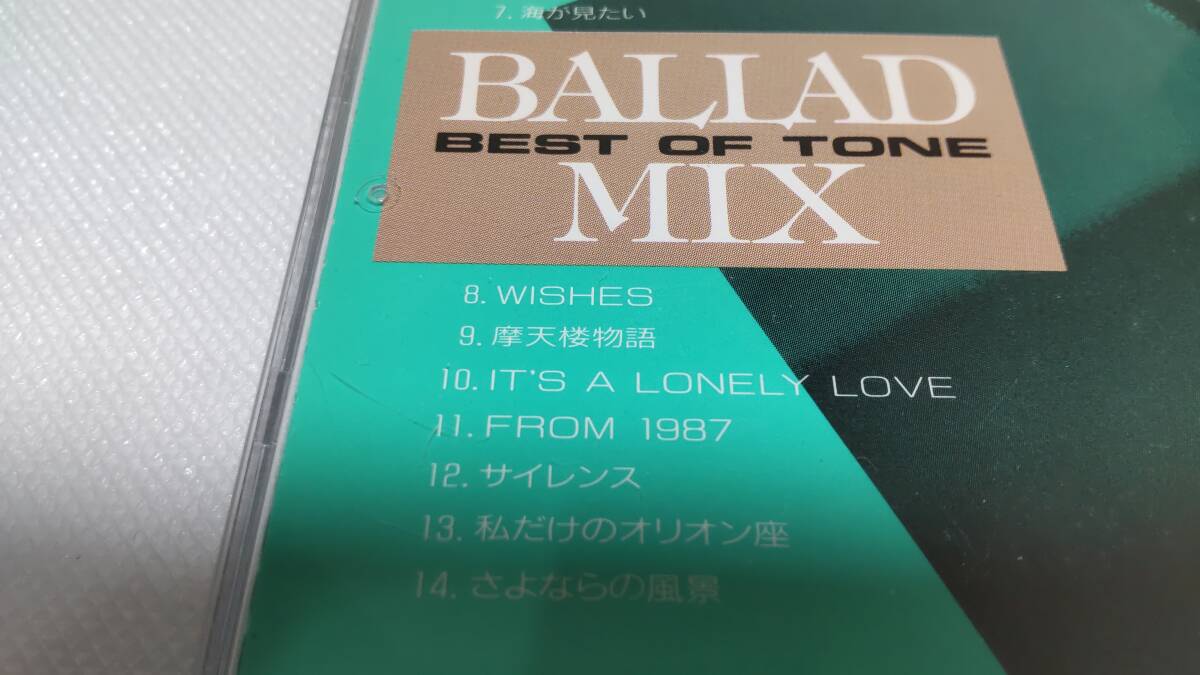 7. 海が見たい
BALLAD
BEST OF TONE
MIX
8. WISHES
9. 摩天楼物語
10. IT'S A LONELY LOVE
11. FROM 1987
12. サイレンス
13. 私だけのオリオン座
14. さよならの風景